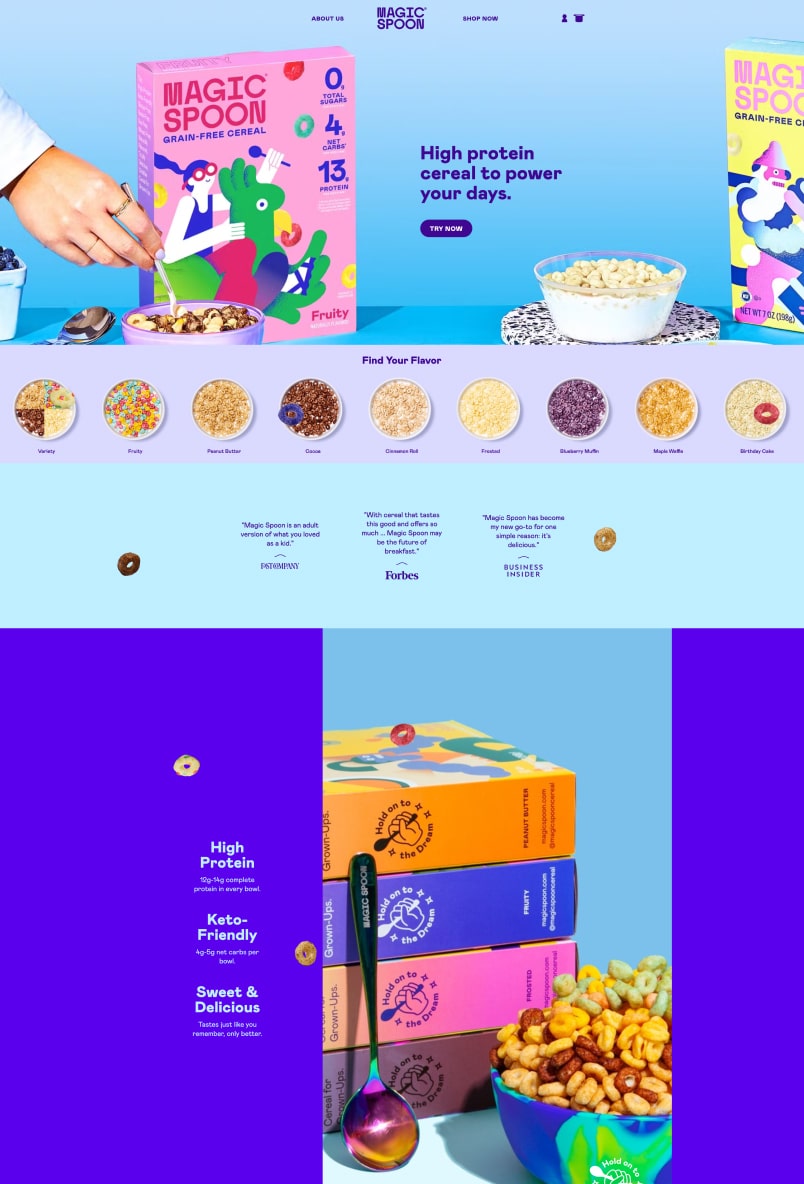 ABOUT US
MAGIC
SPOON
SHOP NOW
MAGIC
SPOON
GRAIN-FREE CEREAL
0g
TOTAL
SUGARS
4g
NET
CARBS*
13g
PROTEIN
Fruity
NATURALLY FLAVORED
High protein
cereal to power
your days.
TRY NOW
MAGI
SPOO
GRAIN-FREE C
NET WT 7 OZ (198g)
Find Your Flavor
Variety
Fruity
Peanut Butter
Cocoa
Cinnamon Roll
Frosted
Blueberry Muffin
Maple Waffle
Birthday Cake
"Magic Spoon is an adult
version of what you loved
as a kid."
FAST COMPANY
"With cereal that tastes
this good and offers so
much ... Magic Spoon may
be the future of
breakfast."
Forbes
"Magic Spoon has become
my new go-to for one
simple reason: it's
delicious."
BUSINESS
INSIDER
High
Protein
12g-14g complete
protein in every bowl.
Keto-
Friendly
4g-5g net carbs per
bowl.
Sweet &
Delicious
Tastes just like you
remember, only better.
Grown-Ups.
Hold on to
the Dream
PEANUT BUTTER
magicspoon.com
@magicspooncereal
MAGIC SPOON
Grown-Ups.
Hold on to
the Dream
FRUITY
magicspoon.com
@magicspooncereal
Grown-Ups.
Hold on to
the Dream
FROSTED
magicspoon.com
Cereal for
Grown-Ups.
Hold on to
Hold on to